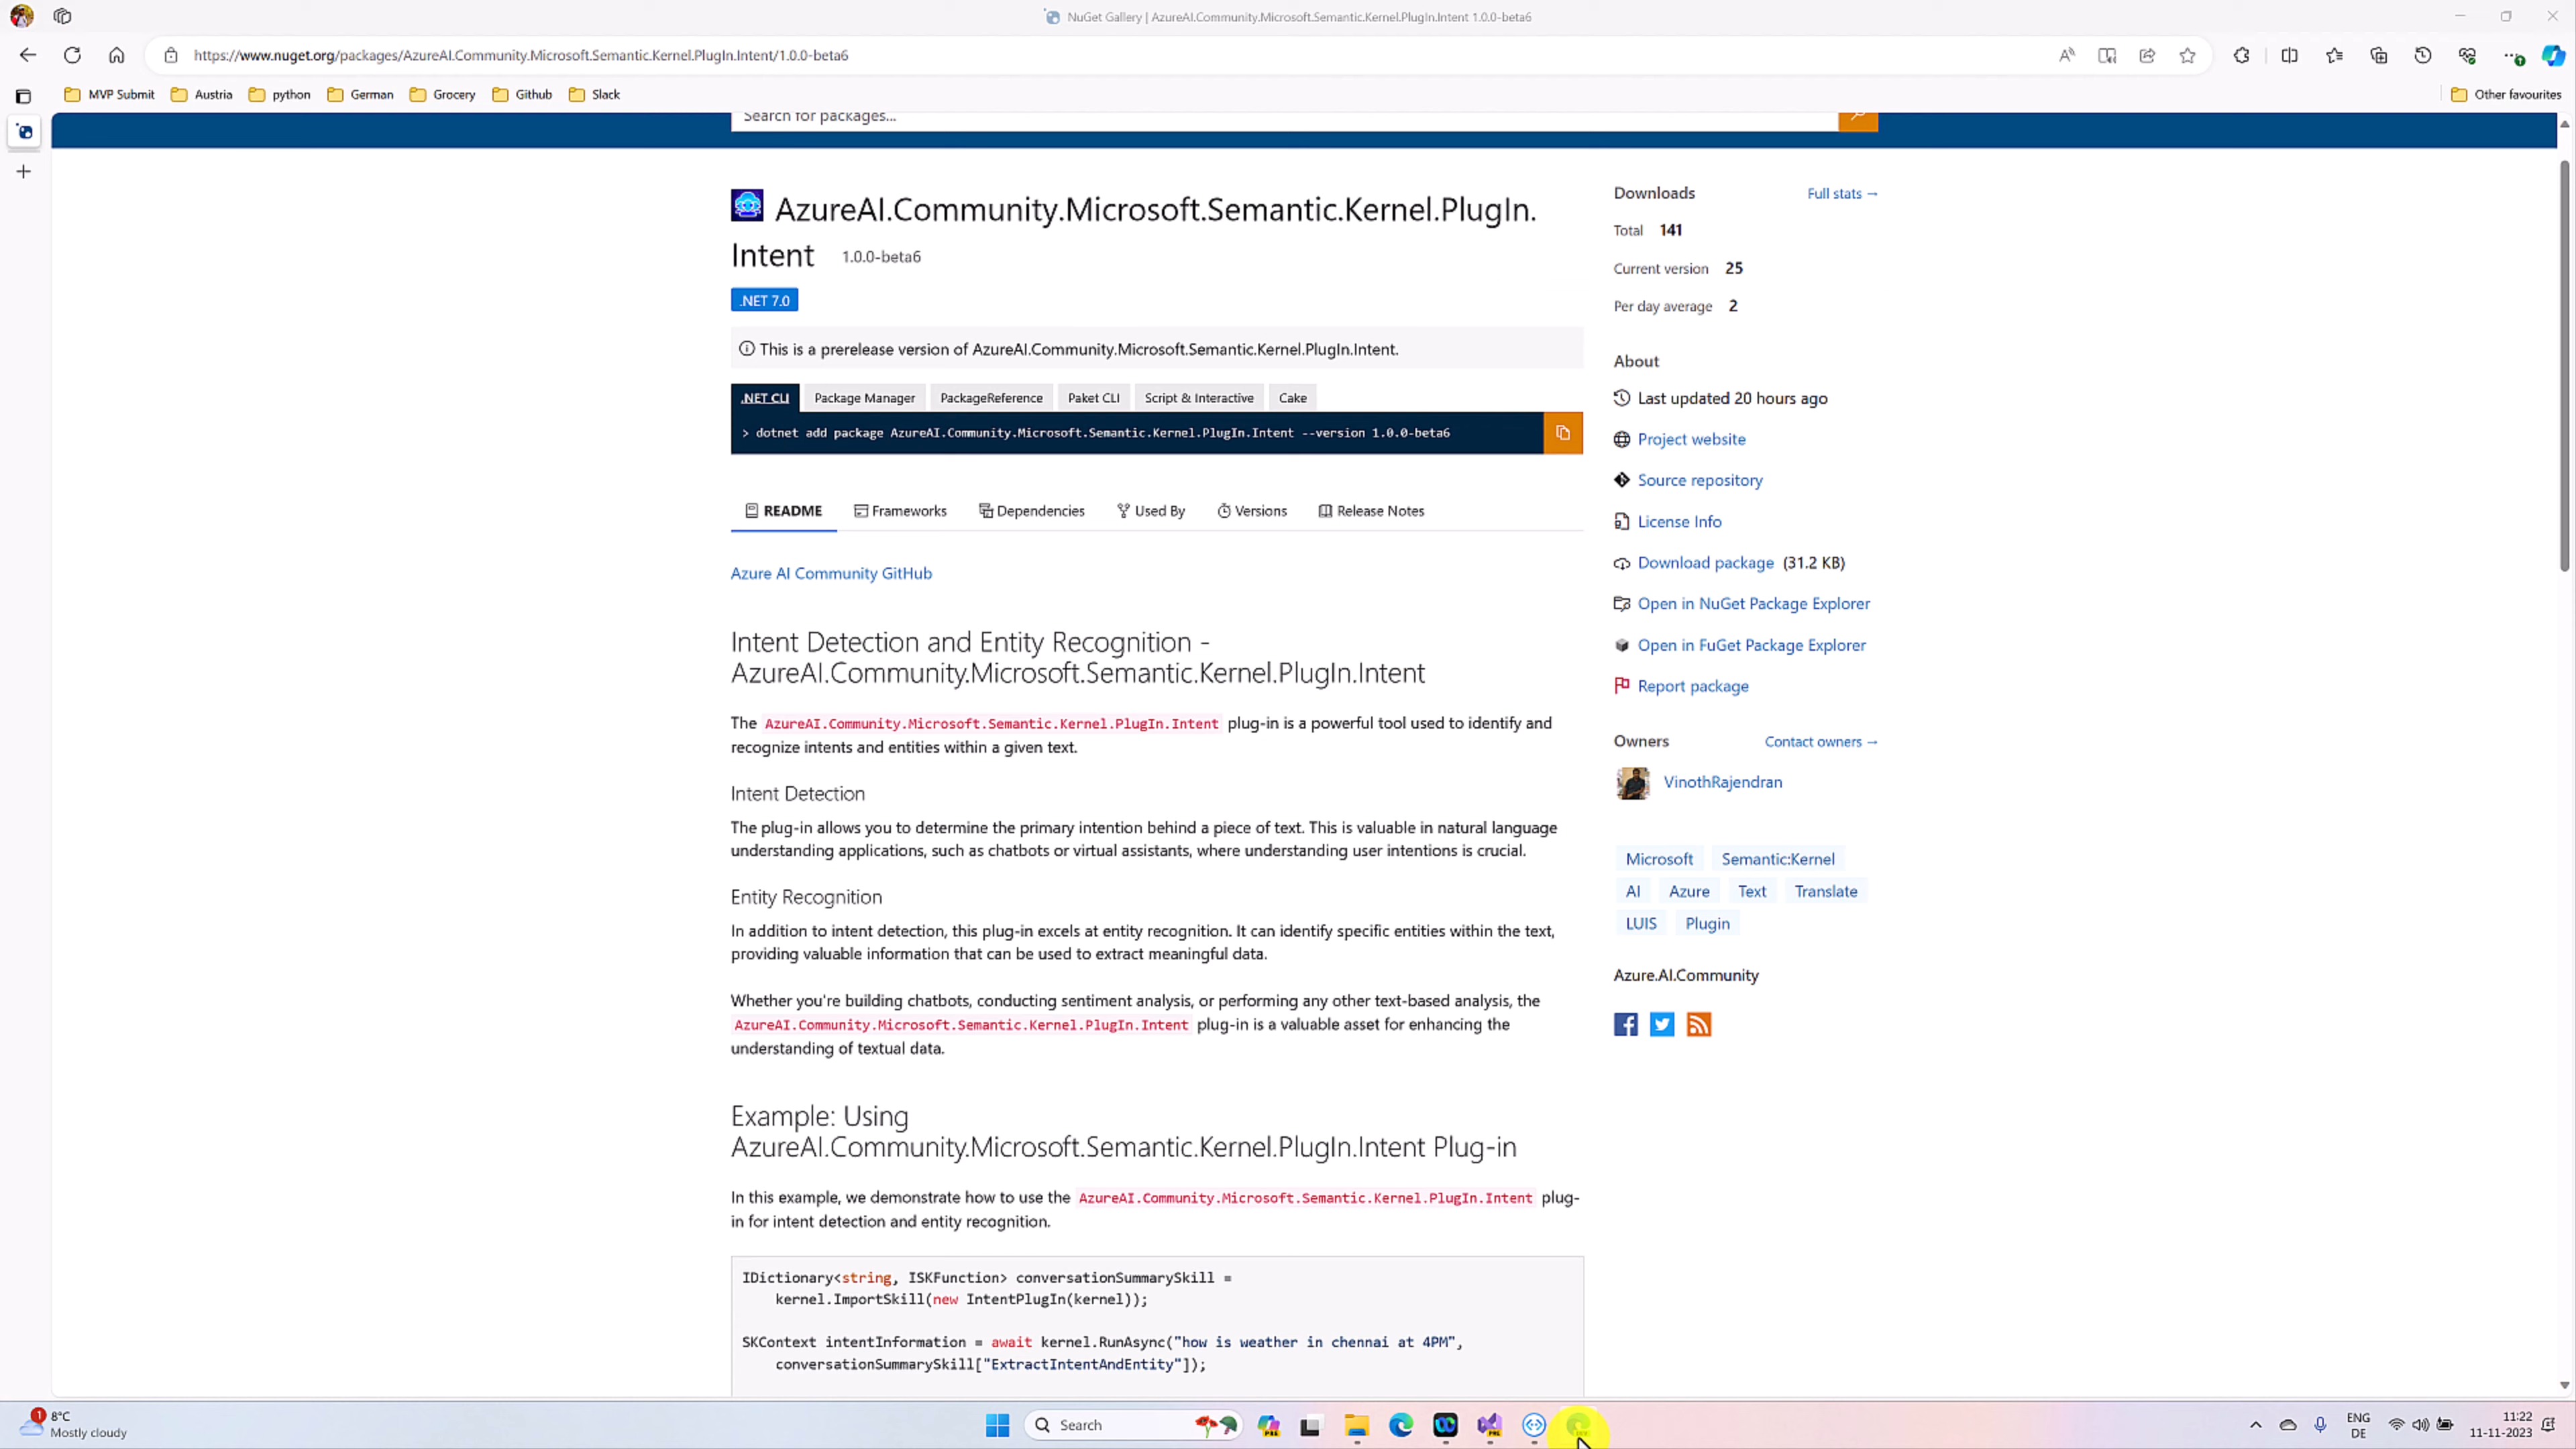 NuGet Gallery | AzureAI.Community.Microsoft.Semantic.Kernel.PlugIn.Intent 1.0.0-beta6
https://www.nuget.org/packages/AzureAI.Community.Microsoft.Semantic.Kernel.PlugIn.Intent/1.0.0-beta6
MVP Submit Austria python German Grocery Github Slack Other favourites
Search for packages...
AzureAI.Community.Microsoft.Semantic.Kernel.PlugIn.
Intent 1.0.0-beta6
.NET 7.0
This is a prerelease version of AzureAI.Community.Microsoft.Semantic.Kernel.PlugIn.Intent.
.NET CLI Package Manager PackageReference Paket CLI Script & Interactive Cake
> dotnet add package AzureAI.Community.Microsoft.Semantic.Kernel.PlugIn.Intent --version 1.0.0-beta6
README Frameworks Dependencies Used By Versions Release Notes
Azure AI Community GitHub
Intent Detection and Entity Recognition -
AzureAI.Community.Microsoft.Semantic.Kernel.PlugIn.Intent
The AzureAI.Community.Microsoft.Semantic.Kernel.PlugIn.Intent plug-in is a powerful tool used to identify and
recognize intents and entities within a given text.
Intent Detection
The plug-in allows you to determine the primary intention behind a piece of text. This is valuable in natural language
understanding applications, such as chatbots or virtual assistants, where understanding user intentions is crucial.
Entity Recognition
In addition to intent detection, this plug-in excels at entity recognition. It can identify specific entities within the text,
providing valuable information that can be used to extract meaningful data.
Whether you're building chatbots, conducting sentiment analysis, or performing any other text-based analysis, the
AzureAI.Community.Microsoft.Semantic.Kernel.PlugIn.Intent plug-in is a valuable asset for enhancing the
understanding of textual data.
Example: Using
AzureAI.Community.Microsoft.Semantic.Kernel.PlugIn.Intent Plug-in
In this example, we demonstrate how to use the AzureAI.Community.Microsoft.Semantic.Kernel.PlugIn.Intent plug-
in for intent detection and entity recognition.
IDictionary<string, ISKFunction> conversationSummarySkill =
kernel.ImportSkill(new IntentPlugIn(kernel));
SKContext intentInformation = await kernel.RunAsync("how is weather in chennai at 4PM",
conversationSummarySkill["ExtractIntentAndEntity"]);
Downloads Full stats →
Total 141
Current version 25
Per day average 2
About
Last updated 20 hours ago
Project website
Source repository
License Info
Download package (31.2 KB)
Open in NuGet Package Explorer
Open in FuGet Package Explorer
Report package
Owners Contact owners →
VinothRajendran
Microsoft Semantic:Kernel
AI Azure Text Translate
LUIS Plugin
Azure.AI.Community
1
8°C
Mostly cloudy
Search
ENG
DE
11:22
11-11-2023